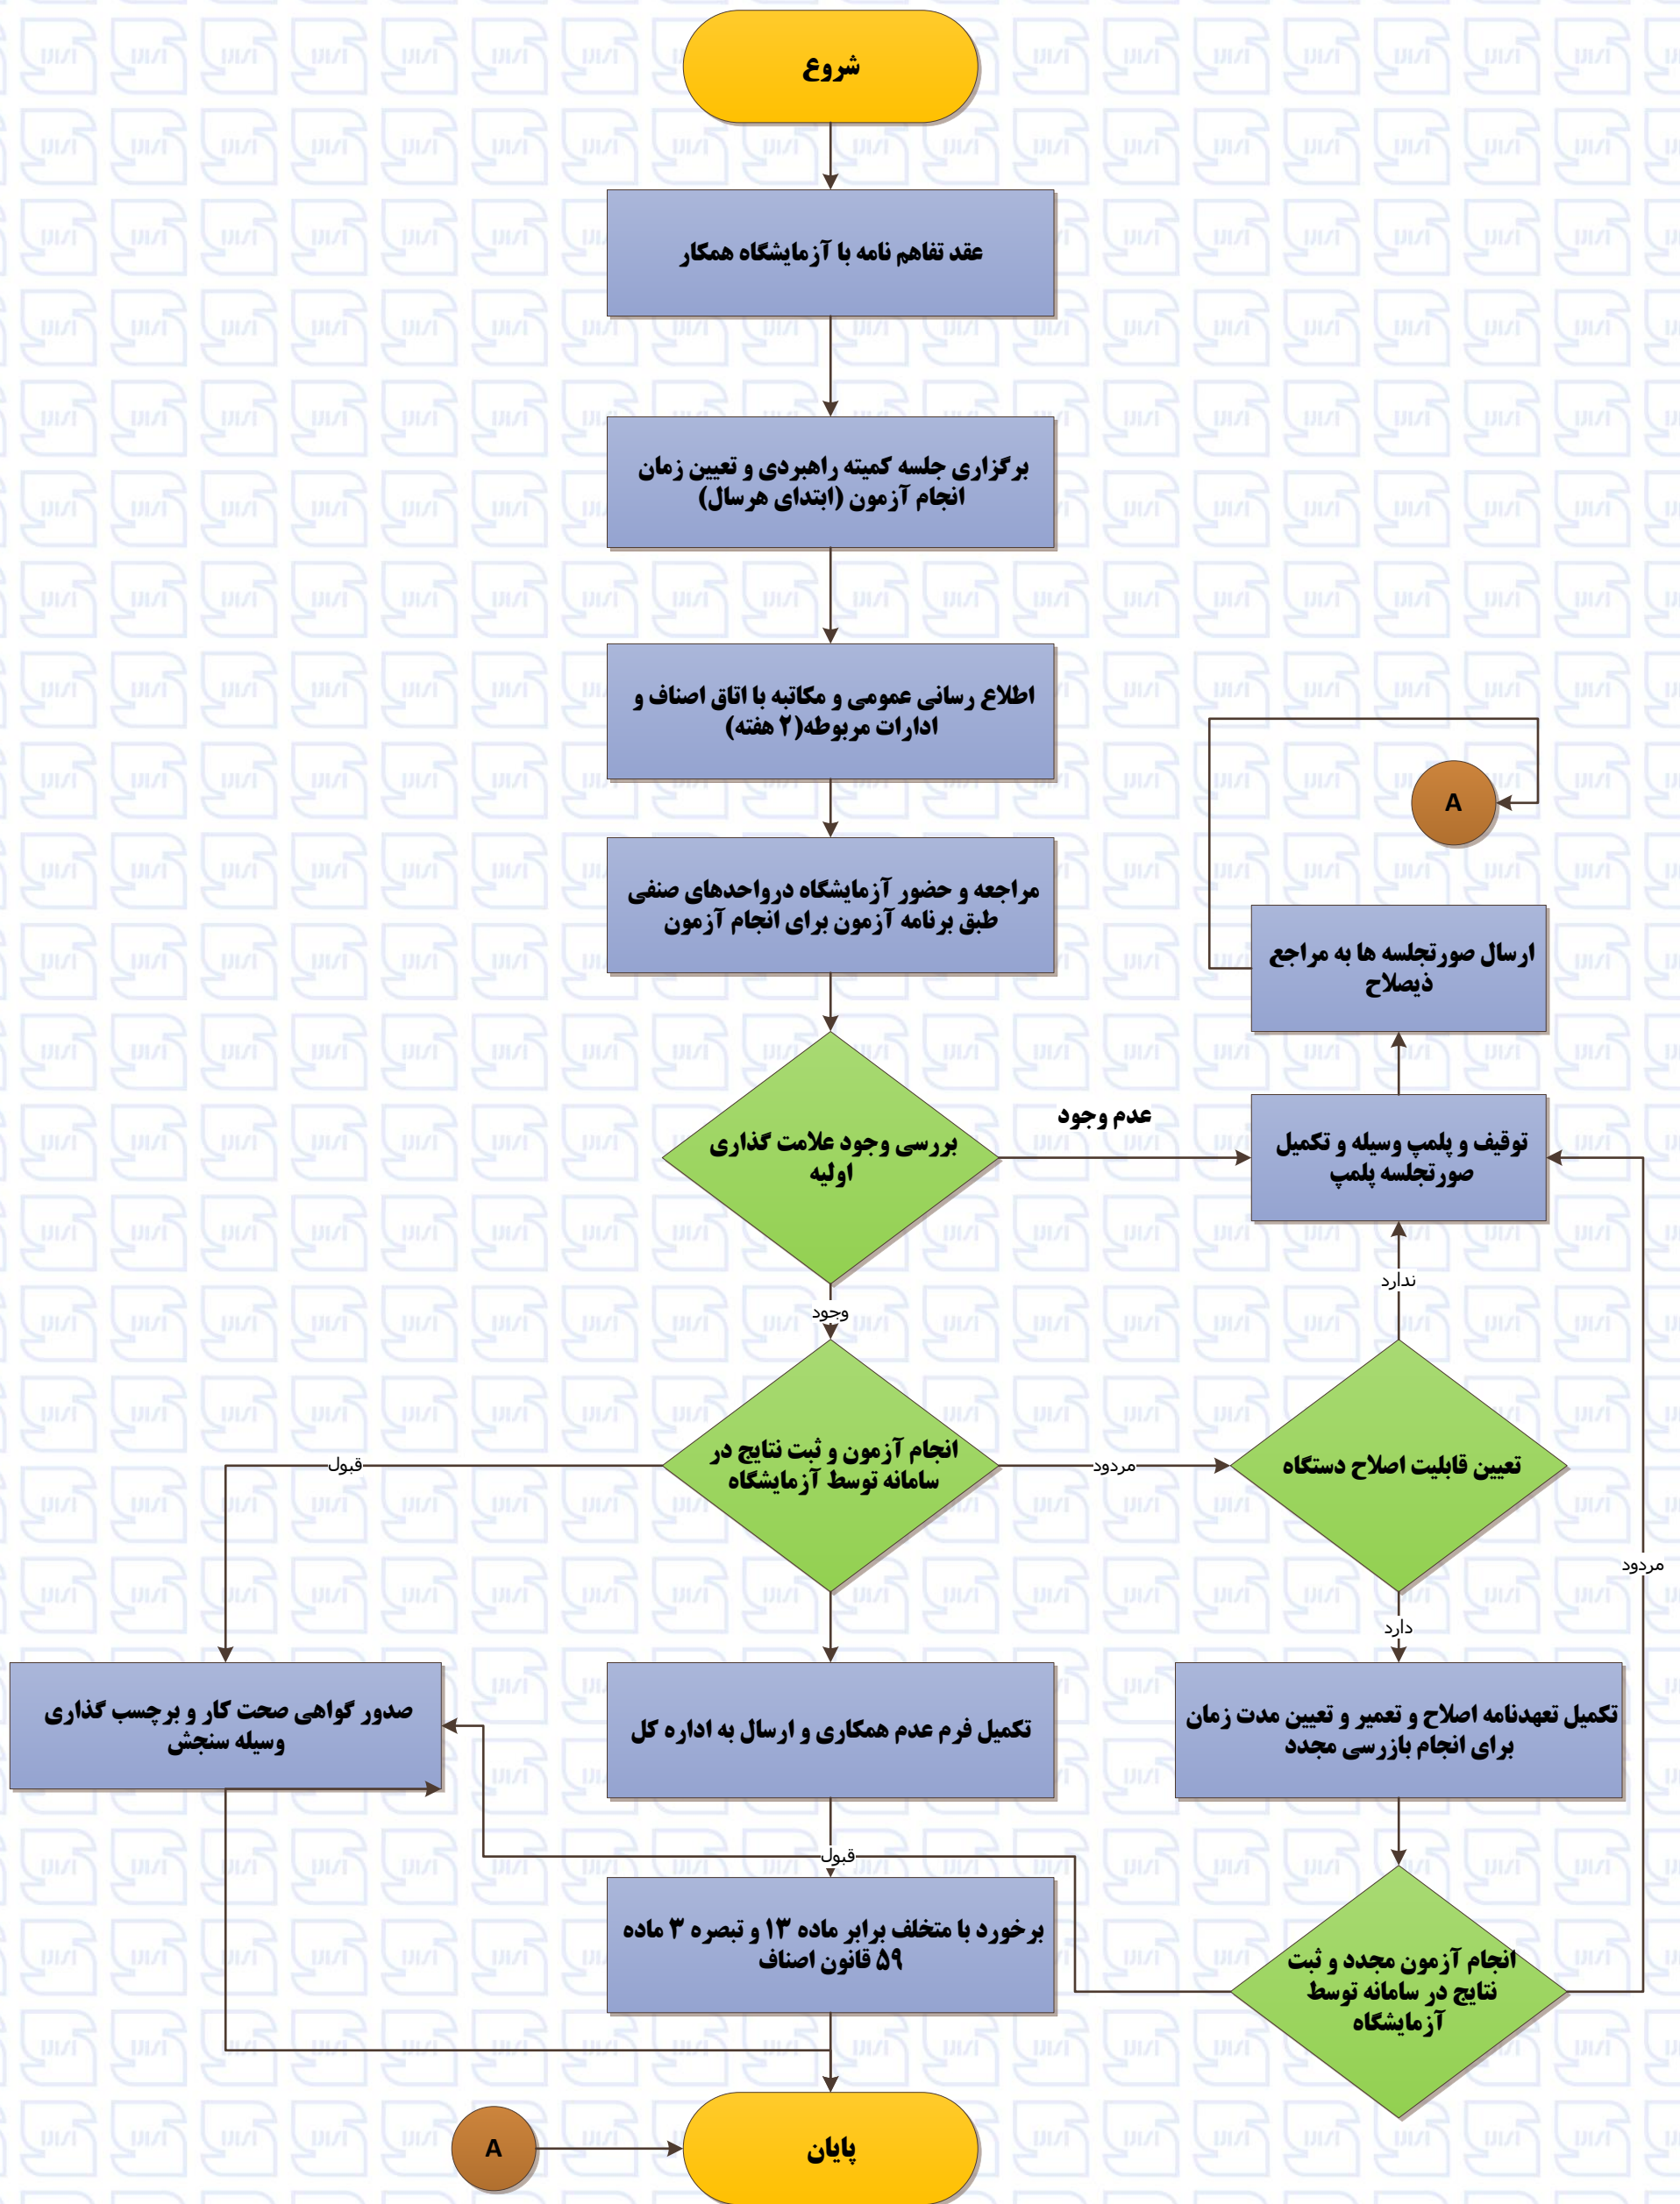 شروع
عقد تفاهم نامه با آزمایشگاه همکار
برگزاری جلسه کمیته راهبردی و تعیین زمان
انجام آزمون (ابتدای هرسال)
اطلاع رسانی عمومی و مکاتبه با اتاق اصناف و
ادارات مربوطه(۲ هفته)
A
مراجعه و حضور آزمایشگاه درواحدهای صنفی
طبق برنامه آزمون برای انجام آزمون
ارسال صورتجلسه ها به مراجع
ذیصلاح
بررسی وجود علامت گذاری
اولیه
عدم وجود
توقیف و پلمپ وسیله و تکمیل
صورتجلسه پلمپ
وجود
ندارد
انجام آزمون و ثبت نتایج در
سامانه توسط آزمایشگاه
قبول
مردود
تعیین قابلیت اصلاح دستگاه
مردود
دارد
صدور گواهی صحت کار و برچسب گذاری
وسیله سنجش
تکمیل فرم عدم همکاری و ارسال به اداره کل
تکمیل تعهدنامه اصلاح و تعمیر و تعیین مدت زمان
برای انجام بازرسی مجدد
قبول
برخورد با متخلف برابر ماده ۱۳ و تبصره ۳ ماده
۵۹ قانون اصناف
انجام آزمون مجدد و ثبت
نتایج در سامانه توسط
آزمایشگاه
A
پایان